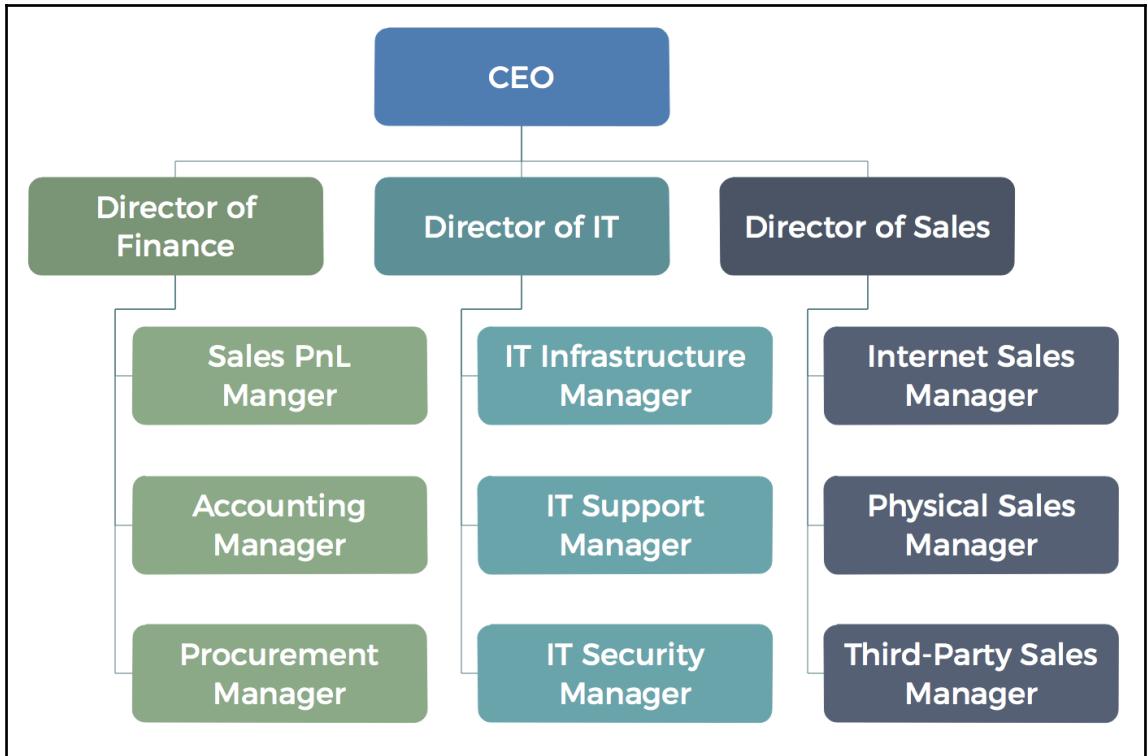 CEO
Director of
Finance
Director of IT
Director of Sales
Sales PnL
Manger
IT Infrastructure
Manager
Internet Sales
Manager
Accounting
Manager
IT Support
Manager
Physical Sales
Manager
Procurement
Manager
IT Security
Manager
Third-Party Sales
Manager